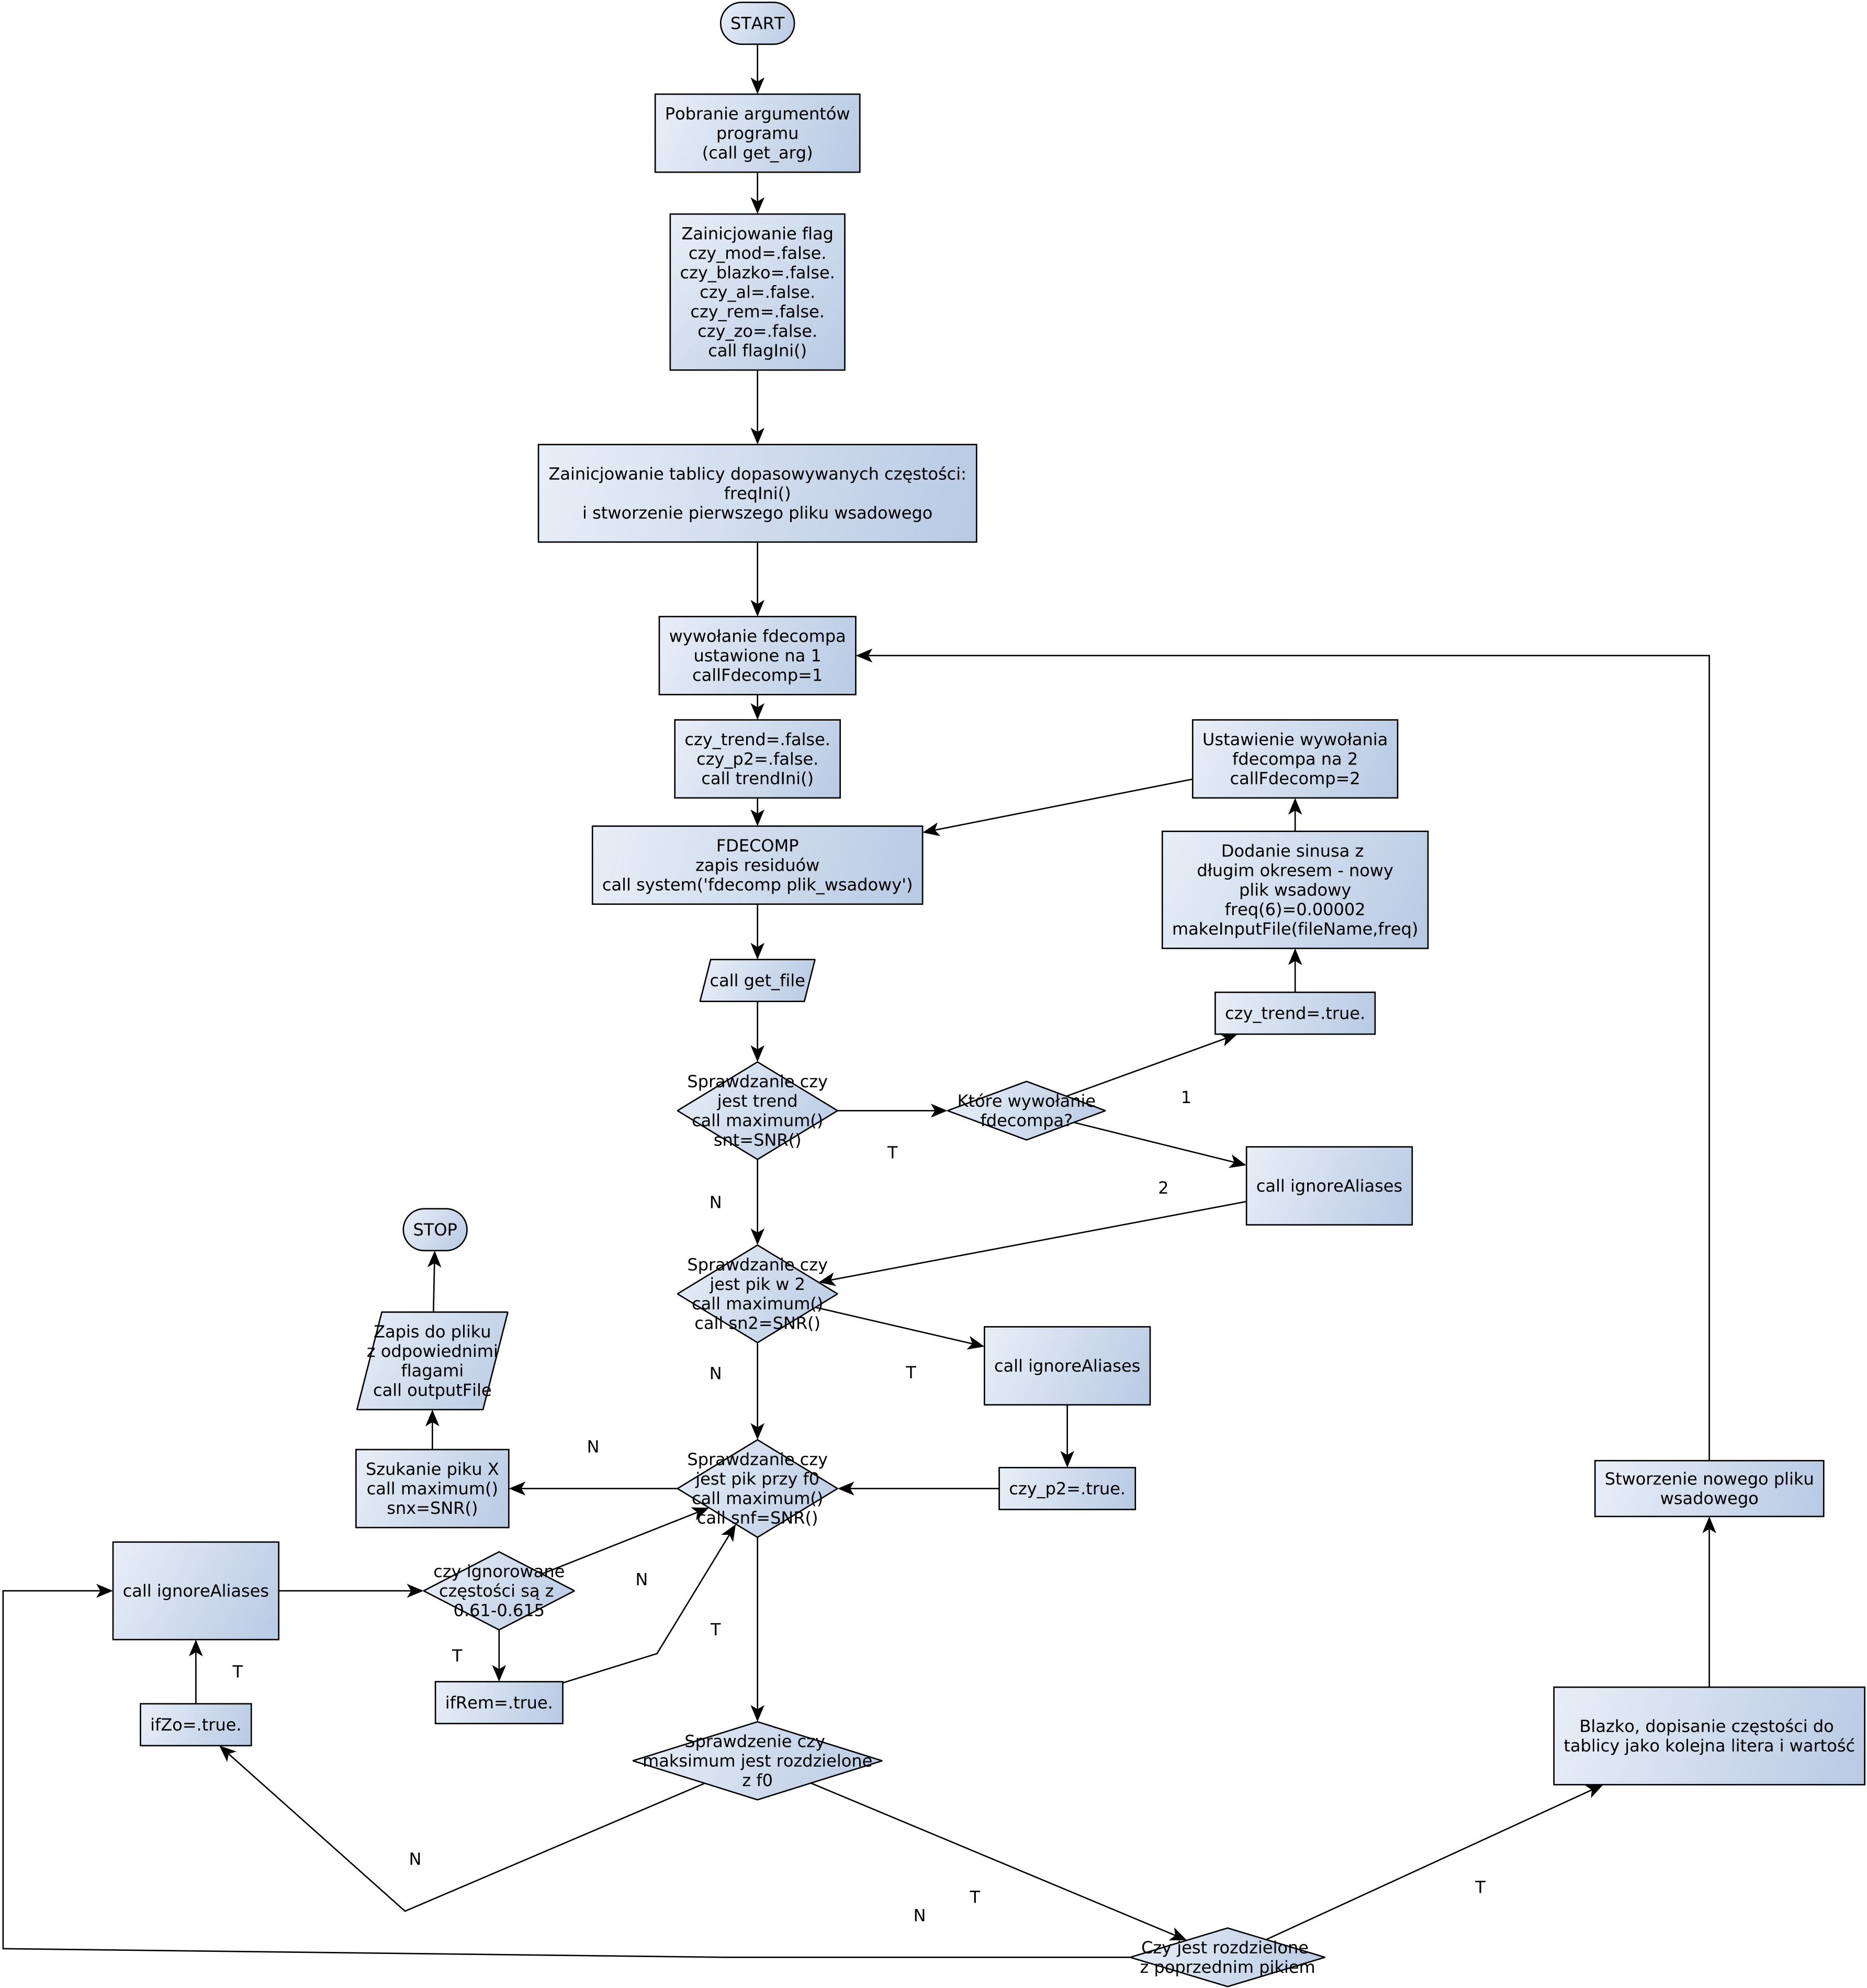 START
Pobranie argumentów
programu
(call get_arg)
Zainicjowanie flag
czy_mod=.false.
czy_blazko=.false.
czy_al=.false.
czy_rem=.false.
czy_zo=.false.
call flagIni()
Zainicjowanie tablicy dopasowywanych częstości:
freqIni()
i stworzenie pierwszego pliku wsadowego
wywołanie fdecompa
ustawione na 1
callFdecomp=1
czy_trend=.false.
czy_p2=.false.
call trendIni()
Ustawienie wywołania
fdecompa na 2
callFdecomp=2
FDECOMP
zapis residuów
call system('fdecomp plik_wsadowy')
Dodanie sinusa z
długim okresem - nowy
plik wsadowy
freq(6)=0.00002
makeInputFile(fileName,freq)
call get_file
czy_trend=.true.
Sprawdzanie czy
jest trend
call maximum()
snt=SNR()
Które wywołanie
fdecompa?
1
T
call ignoreAliases
2
N
STOP
Sprawdzanie czy
jest pik w 2
call maximum()
call sn2=SNR()
Zapis do pliku
z odpowiednimi
flagami
call outputFile
call ignoreAliases
N
T
N
Sprawdzanie czy
jest pik przy f0
call maximum()
call snf=SNR()
Szukanie piku X
call maximum()
snx=SNR()
czy_p2=.true.
Stworzenie nowego pliku
wsadowego
call ignoreAliases
czy ignorowane
częstości są z
0.61-0.615
N
T
T
T
ifRem=.true.
ifZo=.true.
Sprawdzenie czy
maksimum jest rozdzielone
z f0
Blazko, dopisanie częstości do
tablicy jako kolejna litera i wartość
N
T
T
N
Czy jest rozdzielone
z poprzednim pikiem